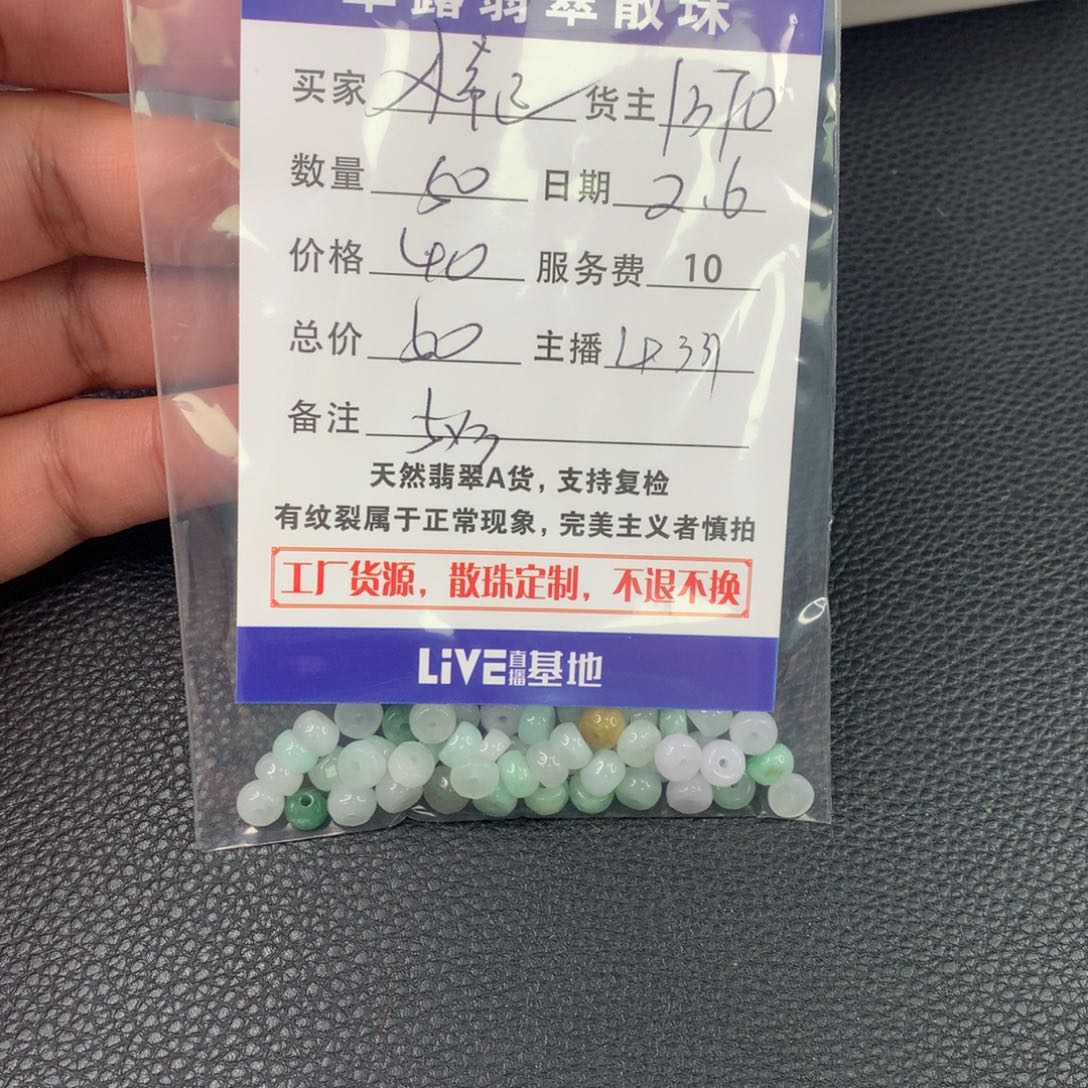 翡翠散珠
买家 货主 1370
数量 50 日期 2.6
价格 40 服务费 10
总价 60 主播
备注 5x3
天然翡翠A货，支持复检
有纹裂属于正常现象，完美主义者慎拍
工厂货源，散珠定制，不退不换
LiVE直播基地